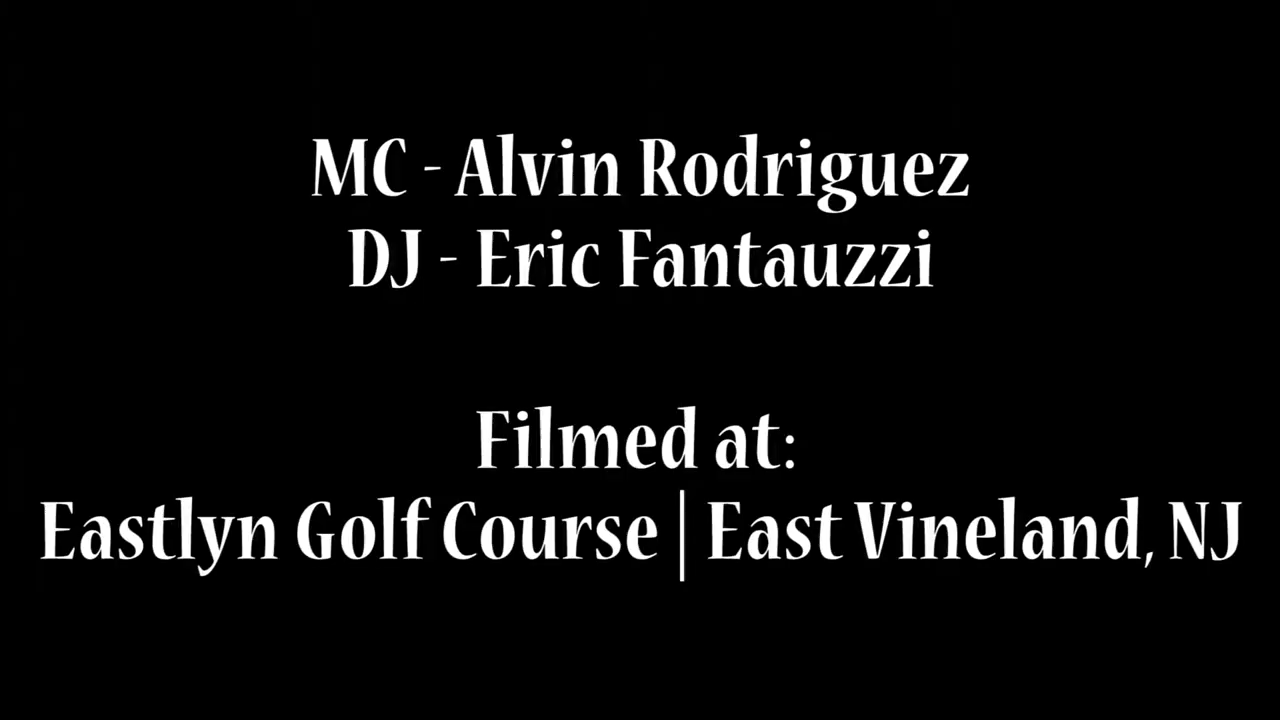 MC - Alvin Rodriguez
DJ - Eric Fantauzzi
Filmed at:
Eastlyn Golf Course | East Vineland, NJ